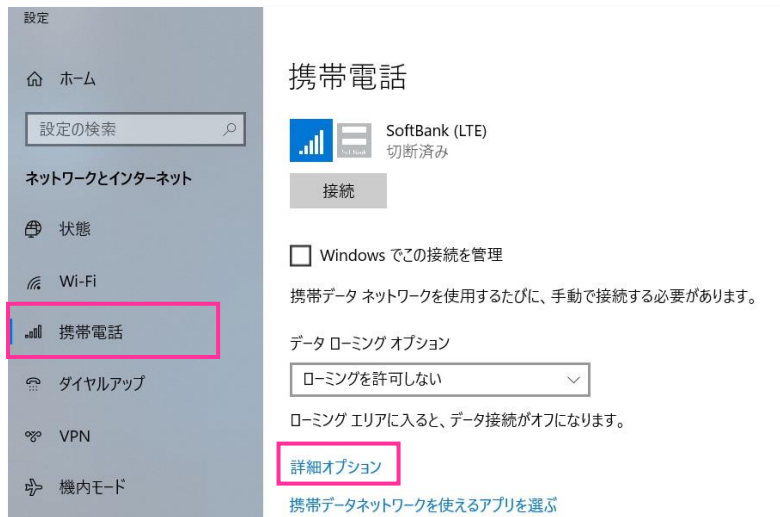 設定
ホーム
設定の検索
ネットワークとインターネット
状態
Wi-Fi
携帯電話
ダイヤルアップ
VPN
機内モード
携帯電話
SoftBank (LTE)
切断済み
接続
Windows でこの接続を管理
携帯データ ネットワークを使用するたびに、手動で接続する必要があります。
データ ローミング オプション
ローミングを許可しない
ローミング エリアに入ると、データ接続がオフになります。
詳細オプション
携帯データネットワークを使えるアプリを選ぶ